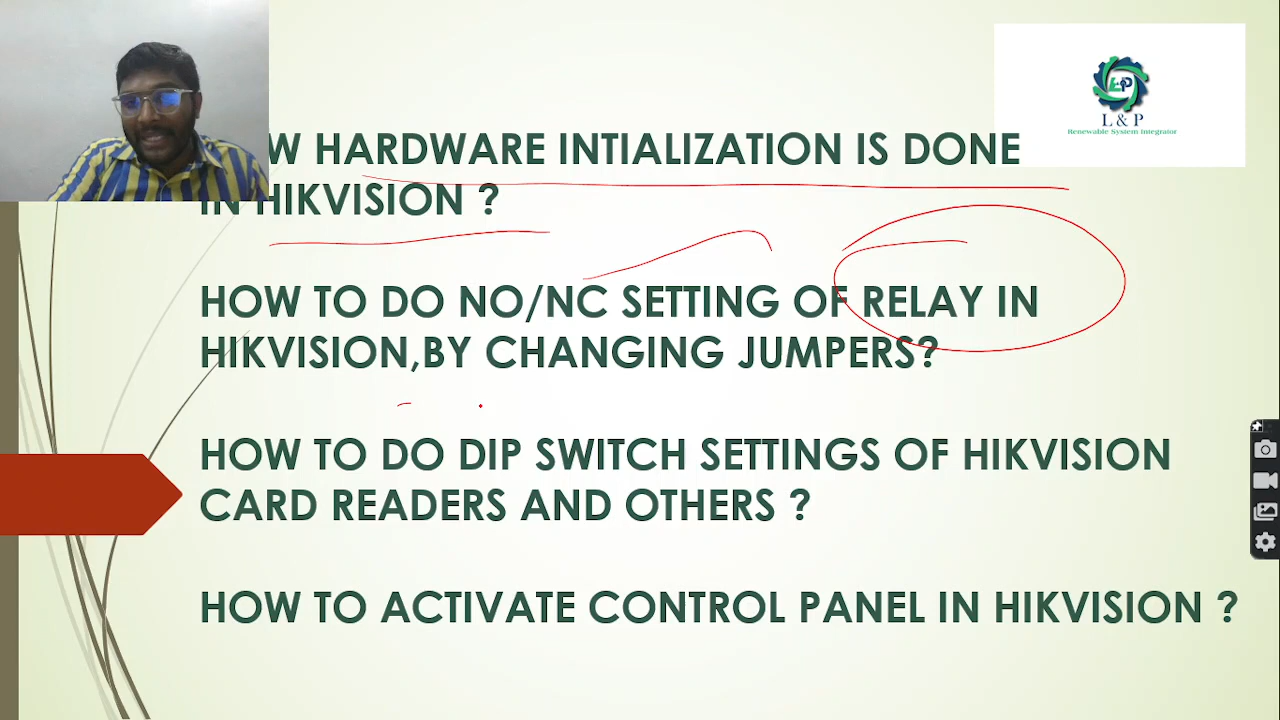 W HARDWARE INTIALIZATION IS DONE
IN HIKVISION ?
HOW TO DO NO/NC SETTING OF RELAY IN
HIKVISION,BY CHANGING JUMPERS?
HOW TO DO DIP SWITCH SETTINGS OF HIKVISION
CARD READERS AND OTHERS ?
HOW TO ACTIVATE CONTROL PANEL IN HIKVISION ?
L & P
Renewable System Integrator